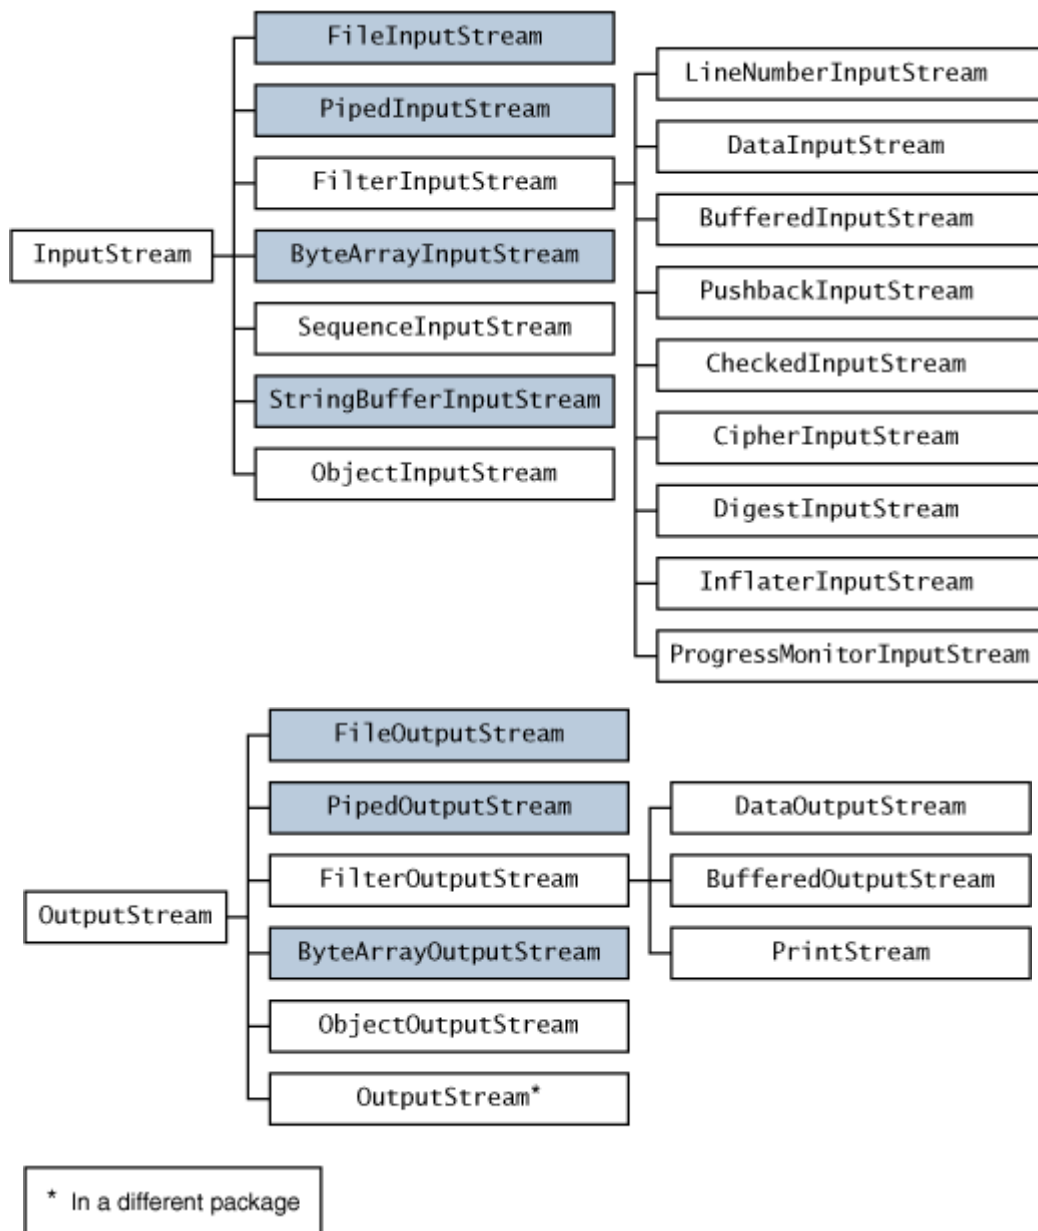 FileInputStream
PipedInputStream
FilterInputStream
InputStream
ByteArrayInputStream
SequenceInputStream
StringBufferInputStream
ObjectInputStream
LineNumberInputStream
DataInputStream
BufferedInputStream
PushbackInputStream
CheckedInputStream
CipherInputStream
DigestInputStream
InflaterInputStream
ProgressMonitorInputStream
FileOutputStream
PipedOutputStream
FilterOutputStream
OutputStream
ByteArrayOutputStream
ObjectOutputStream
OutputStream*
DataOutputStream
BufferedOutputStream
PrintStream
* In a different package